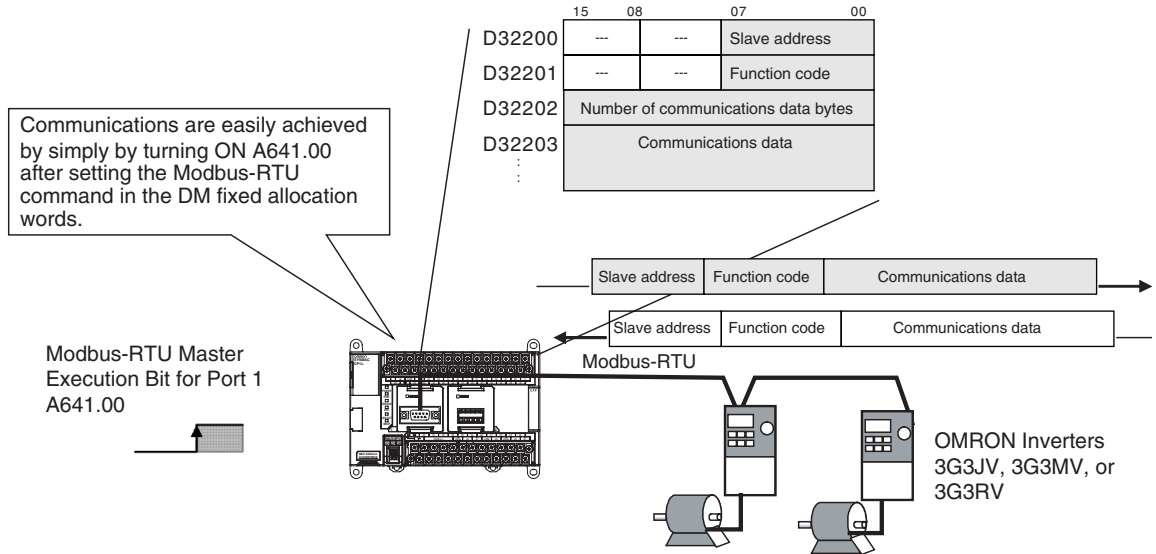 15 08 07 00
D32200 --- --- Slave address
D32201 --- --- Function code
D32202 Number of communications data bytes
D32203 Communications data
Communications are easily achieved
by simply by turning ON A641.00
after setting the Modbus-RTU
command in the DM fixed allocation
words.
Slave address Function code Communications data
Slave address Function code Communications data
Modbus-RTU
Modbus-RTU Master
Execution Bit for Port 1
A641.00
OMRON Inverters
3G3JV, 3G3MV, or
3G3RV